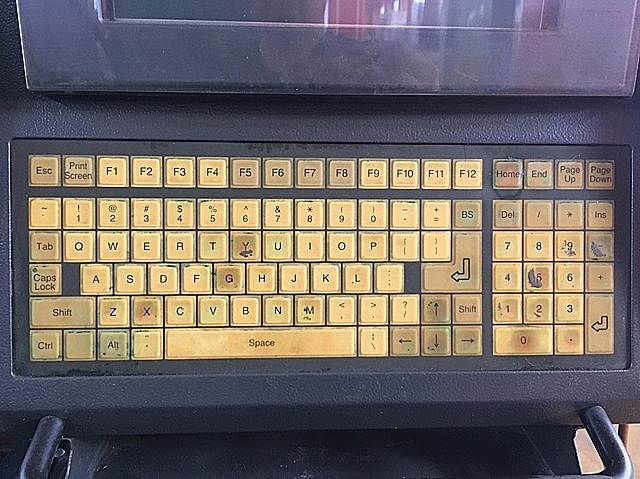 Esc Print Screen F1 F2 F3 F4 F5 F6 F7 F8 F9 F10 F11 F12 Home End Page Up Page Down
~ ! 1 @ 2 # 3 $ 4 % 5 ^ 6 & 7 * 8 ( 9 ) 0 - + = BS Del / * Ins
Tab Q W E R T Y U I O P { [ } ] 7 8 9
Caps Lock A S D F G H J K L : ; 4 5 6 +
Shift Z X C V B N M < > ? / ↑ Shift 1 2 3
Ctrl Alt Space | \ ← ↓ → 0 .